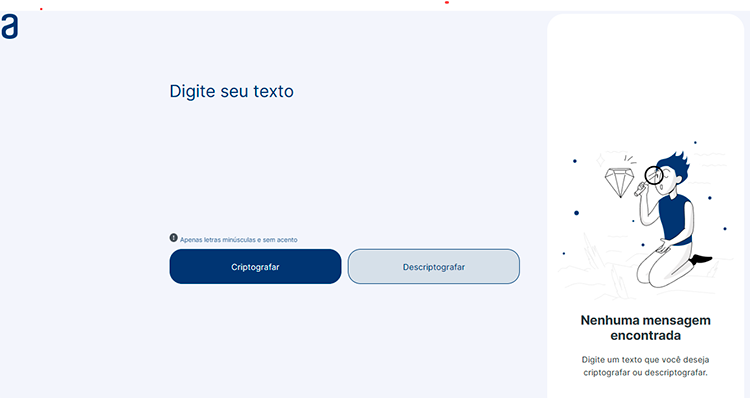 a
Digite seu texto
Apenas letras minúsculas e sem acento
Criptografar
Descriptografar
Nenhuma mensagem
encontrada
Digite um texto que você deseja
criptografar ou descriptografar.